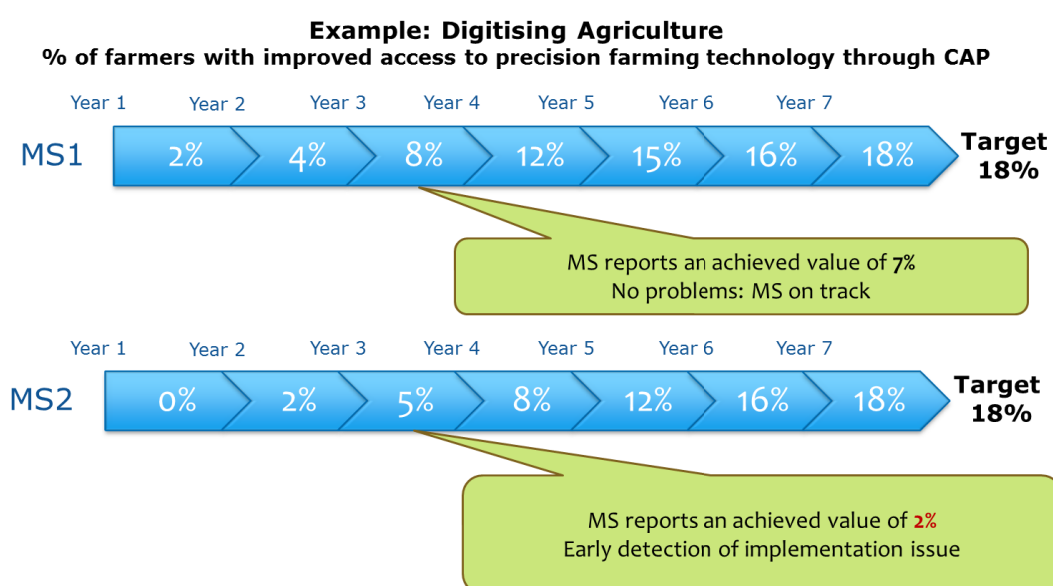 Example: Digitising Agriculture
% of farmers with improved access to precision farming technology through CAP
Year 1 Year 2 Year 3 Year 4 Year 5 Year 6 Year 7
MS1 2% 4% 8% 12% 15% 16% 18% Target
18%
MS reports an achieved value of 7%
No problems: MS on track
Year 1 Year 2 Year 3 Year 4 Year 5 Year 6 Year 7
MS2 0% 2% 5% 8% 12% 16% 18% Target
18%
MS reports an achieved value of 2%
Early detection of implementation issue